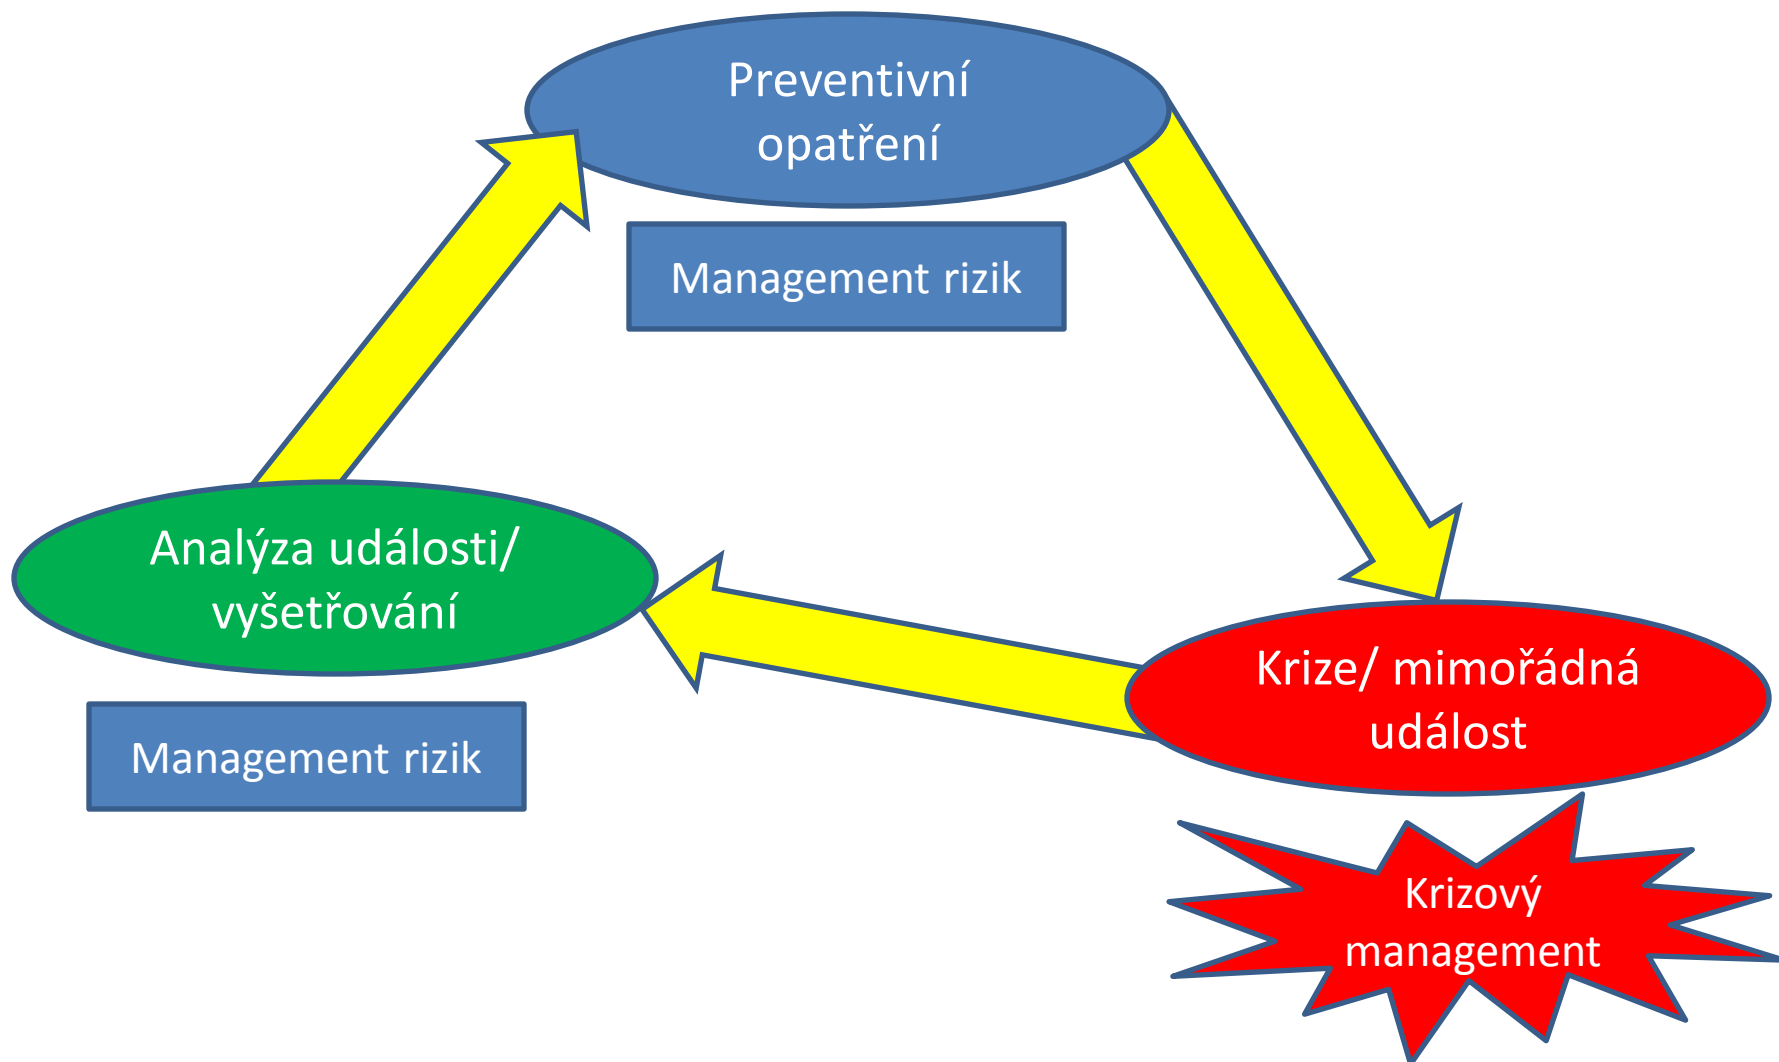 Preventivní
opatření
Management rizik
Analýza události/
vyšetřování
Management rizik
Krize/ mimořádná
událost
Krizový
management